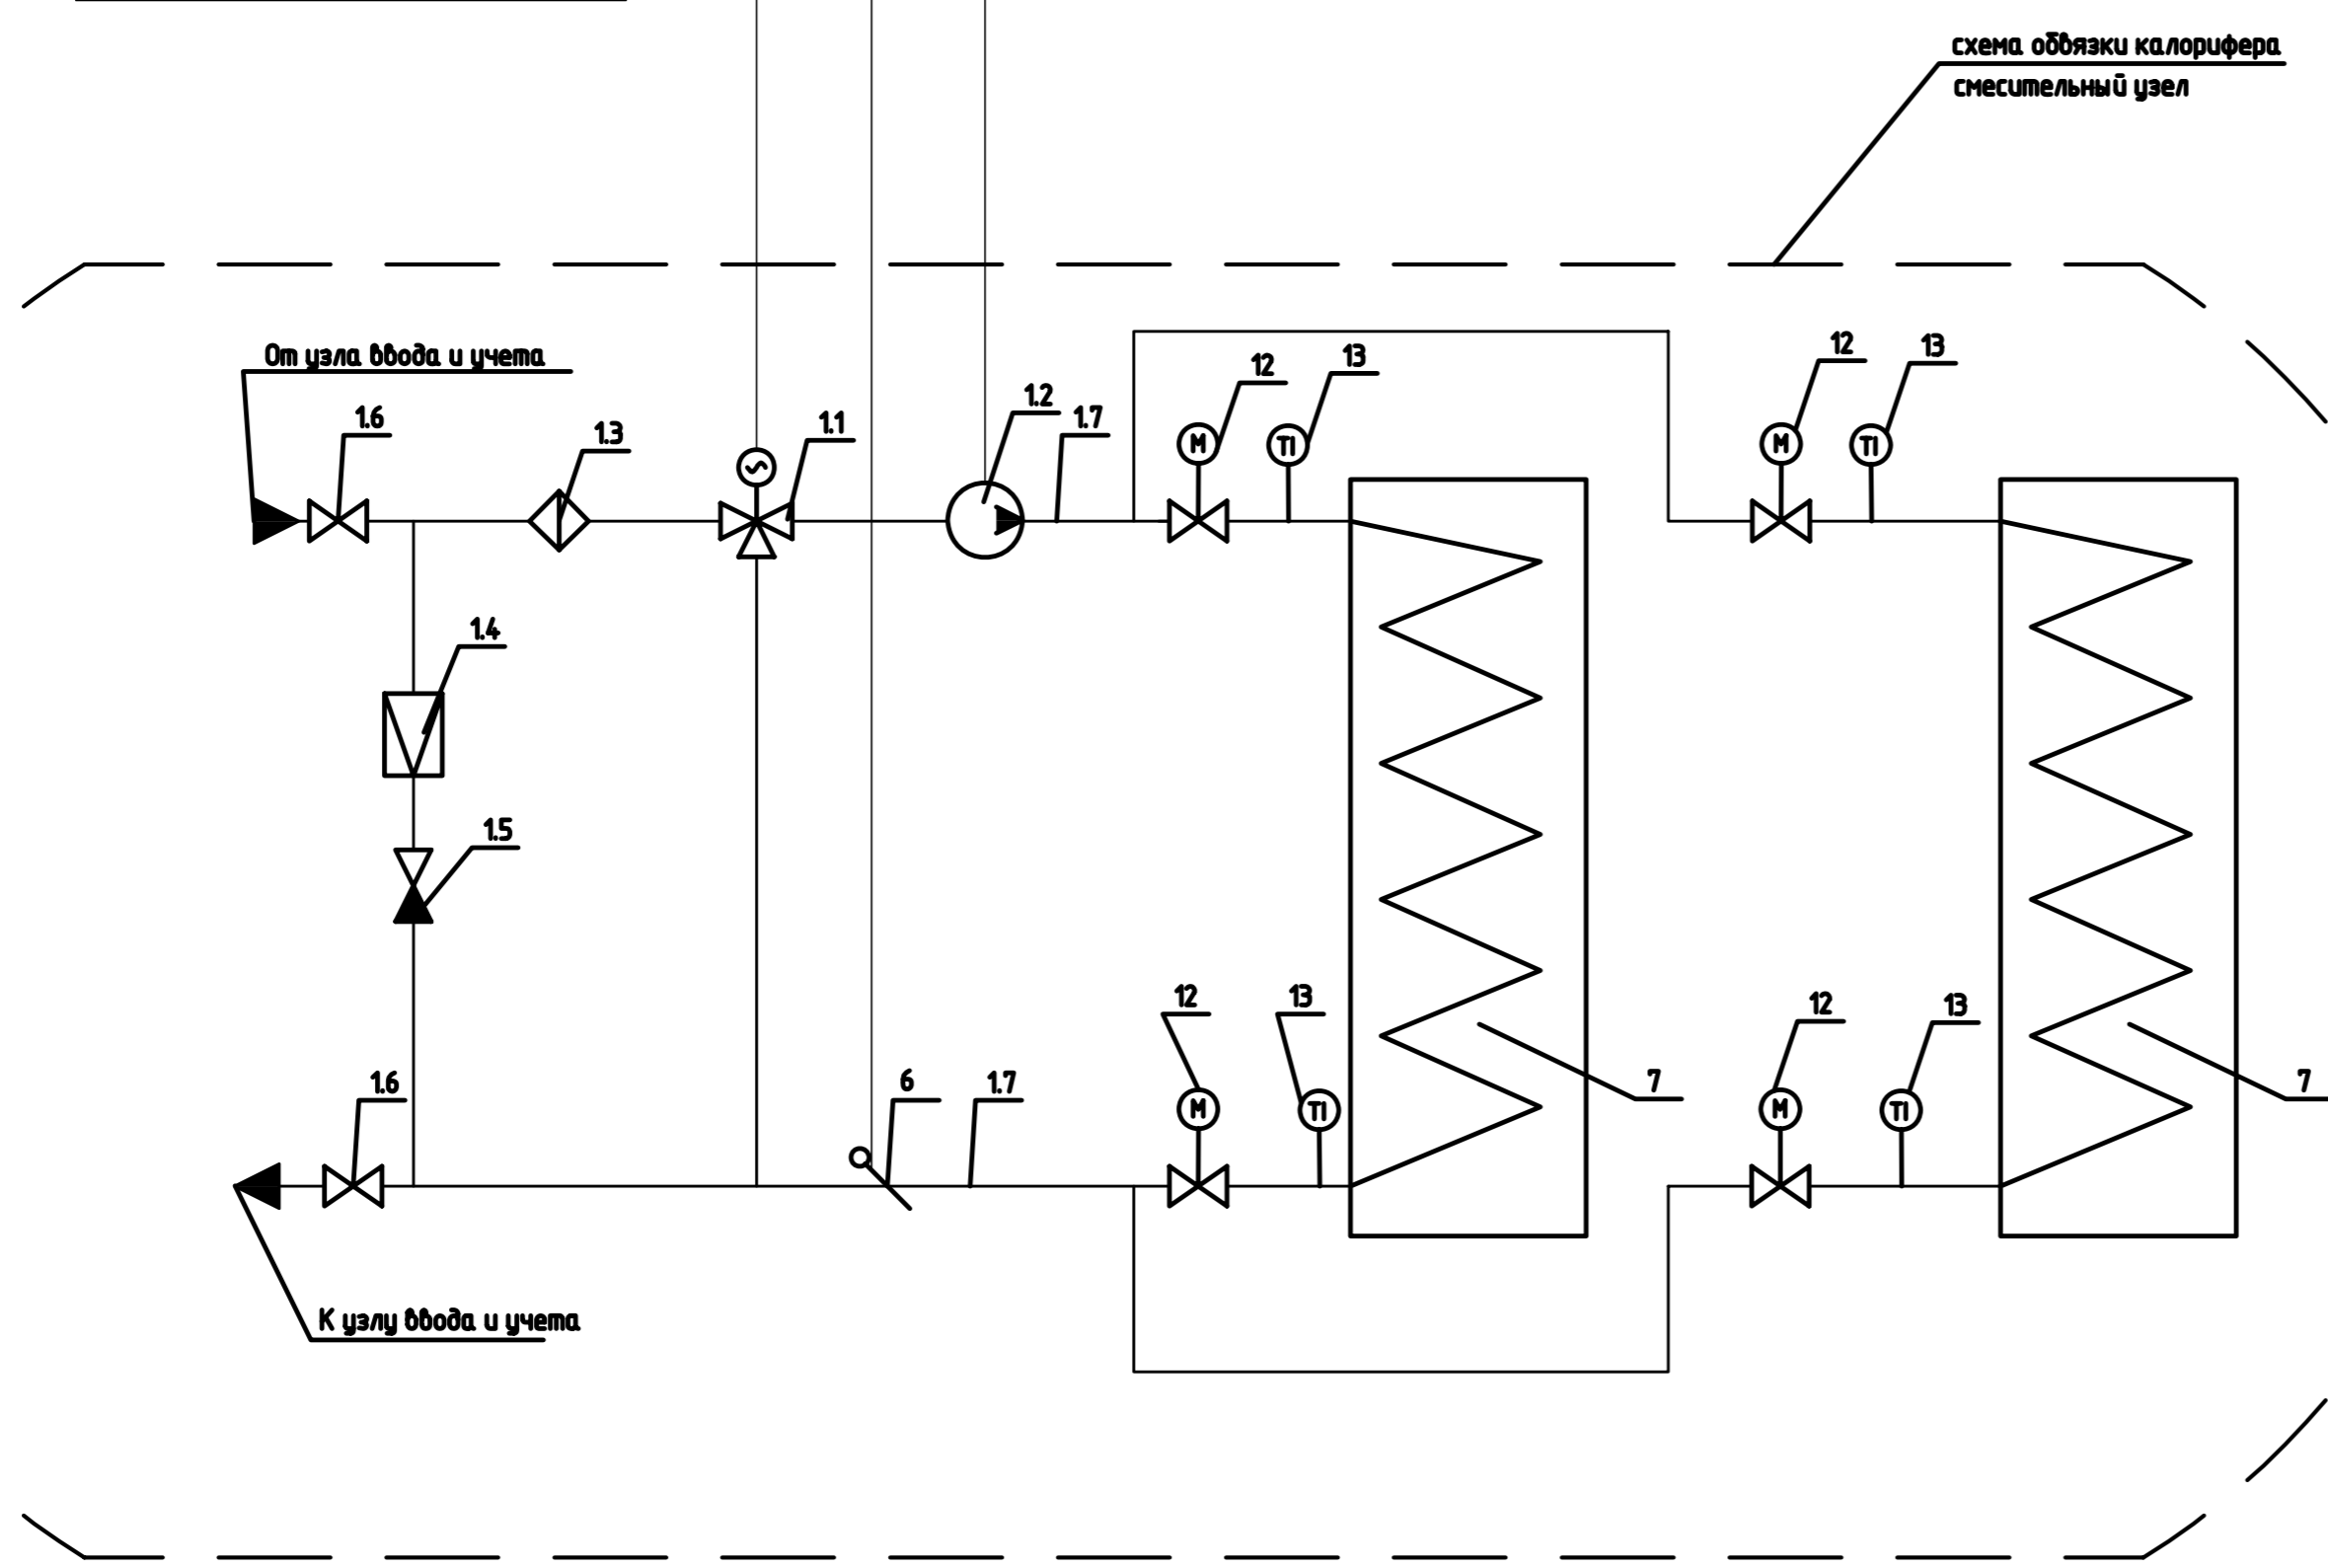 схема обвязки калорифера
смесительный узел
От узла ввода и учета
1.6
1.3
1.1
1.2
1.7
12
13
12
13
M
TI
M
TI
1.4
1.5
12
13
12
13
1.6
6
1.7
7
7
M
TI
M
TI
К узлу ввода и учета